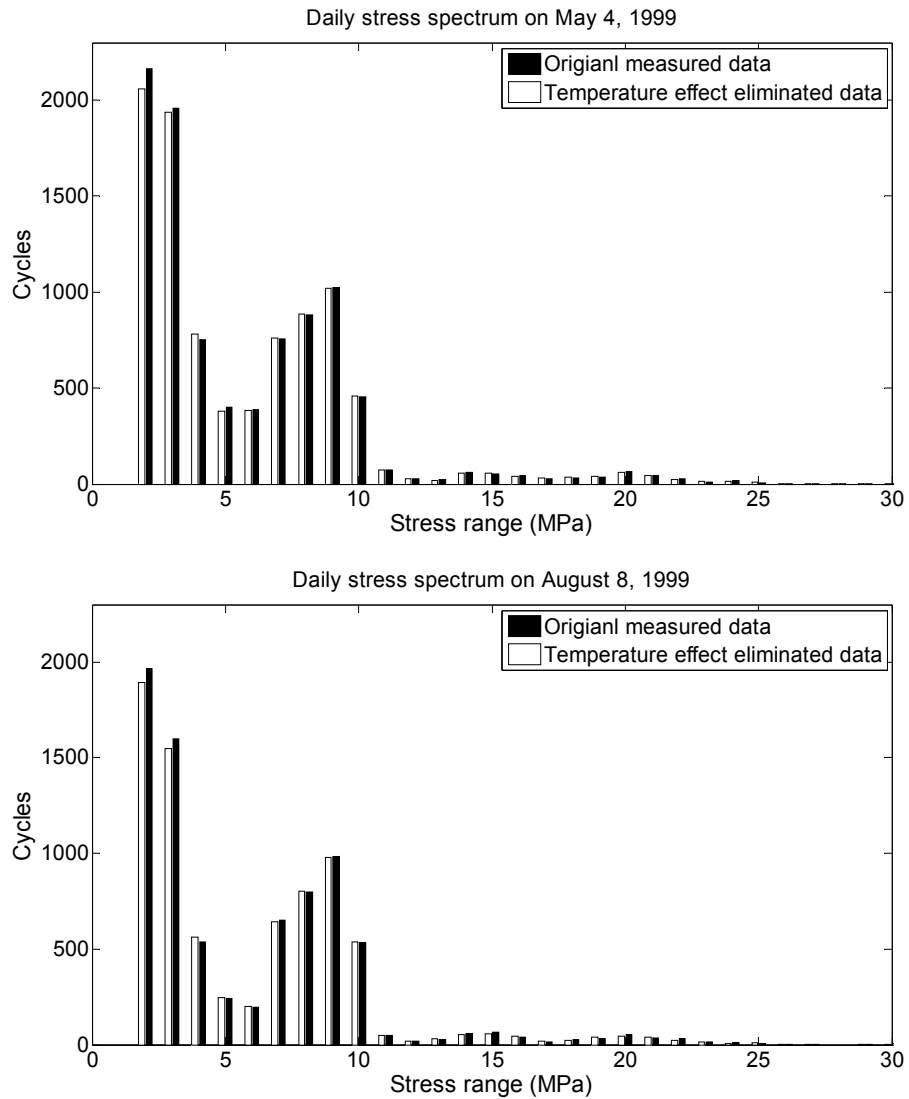 Daily stress spectrum on May 4, 1999
Origianl measured data
Temperature effect eliminated data
2000
1500
1000
500
0
Cycles
0 5 10 15 20 25 30
Stress range (MPa)
Daily stress spectrum on August 8, 1999
Origianl measured data
Temperature effect eliminated data
2000
1500
1000
500
0
Cycles
0 5 10 15 20 25 30
Stress range (MPa)